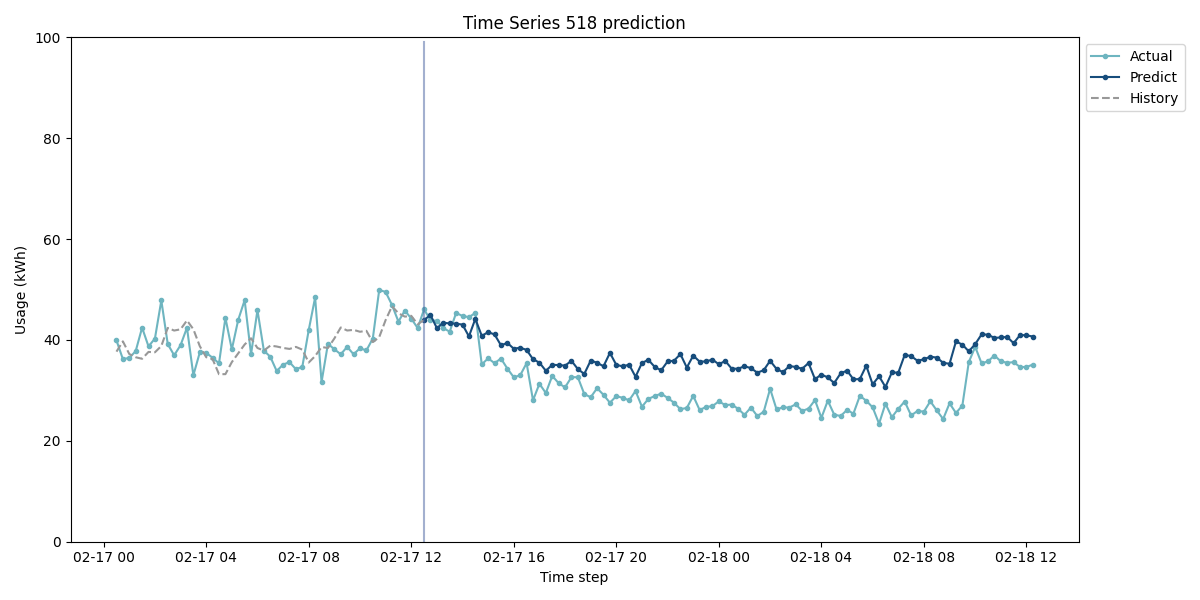 Time Series 518 prediction
Usage (kWh)
100
80
60
40
20
0
02-17 00
02-17 04
02-17 08
02-17 12
02-17 16
02-17 20
02-18 00
02-18 04
02-18 08
02-18 12
Time step
Actual
Predict
History